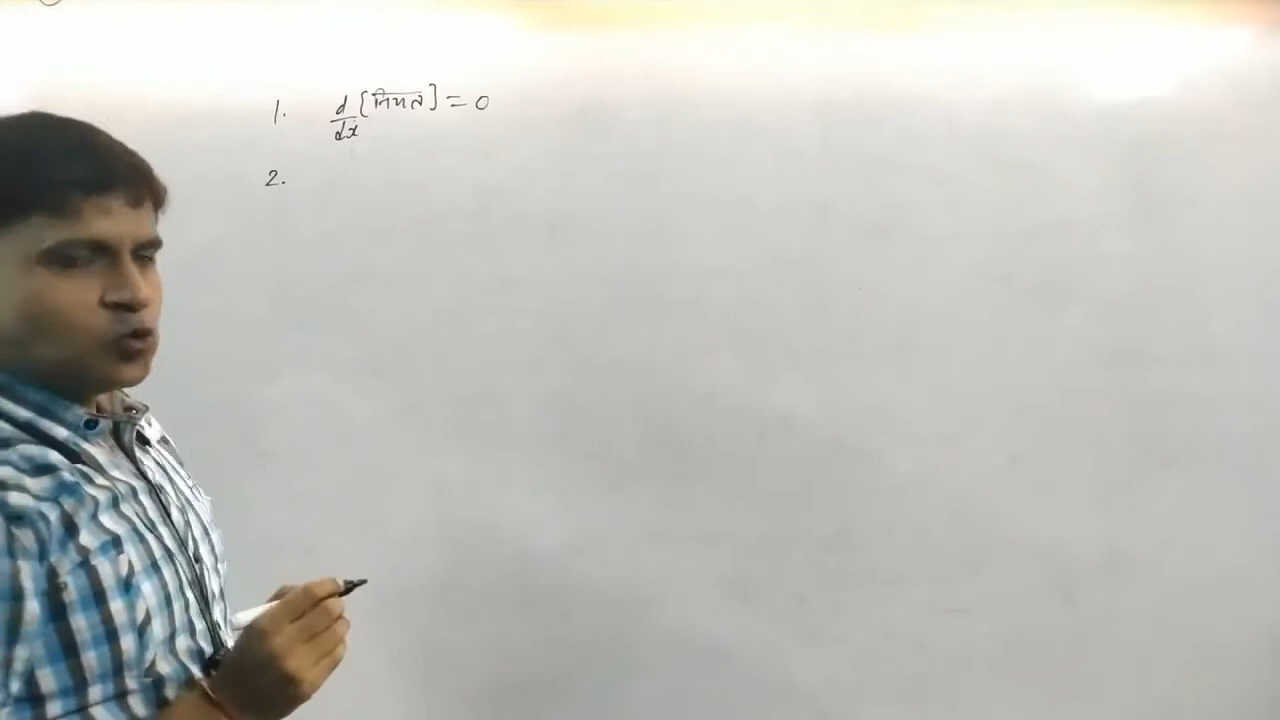 1. d/dx [नियत] = 0
2.